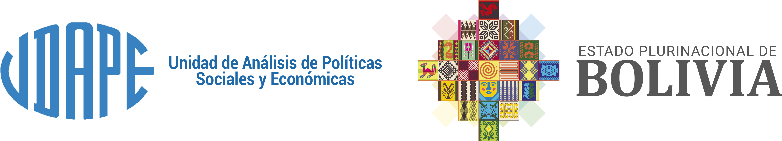 UDAPE
Unidad de Análisis de Políticas
Sociales y Económicas
ESTADO PLURINACIONAL DE
BOLIVIA